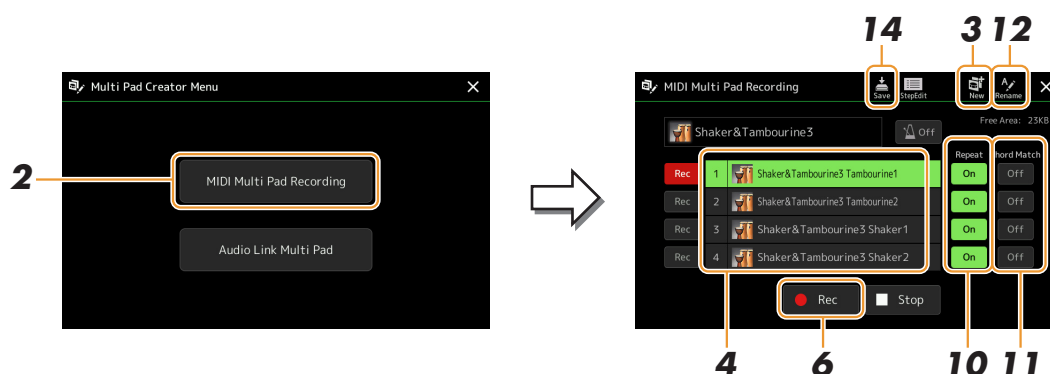 14 3 12
Multi Pad Creator Menu
2
MIDI Multi Pad Recording
Audio Link Multi Pad
MIDI Multi Pad Recording
Save
StepEdit
New
Rename
Free Area: 23KB
Shaker&Tambourine3
Off
Repeat
hord Match
Rec 1 Shaker&Tambourine3 Tambourine1 On Off
Rec 2 Shaker&Tambourine3 Tambourine2 On Off
Rec 3 Shaker&Tambourine3 Shaker1 On Off
Rec 4 Shaker&Tambourine3 Shaker2 On Off
Rec Stop
4 6 10 11